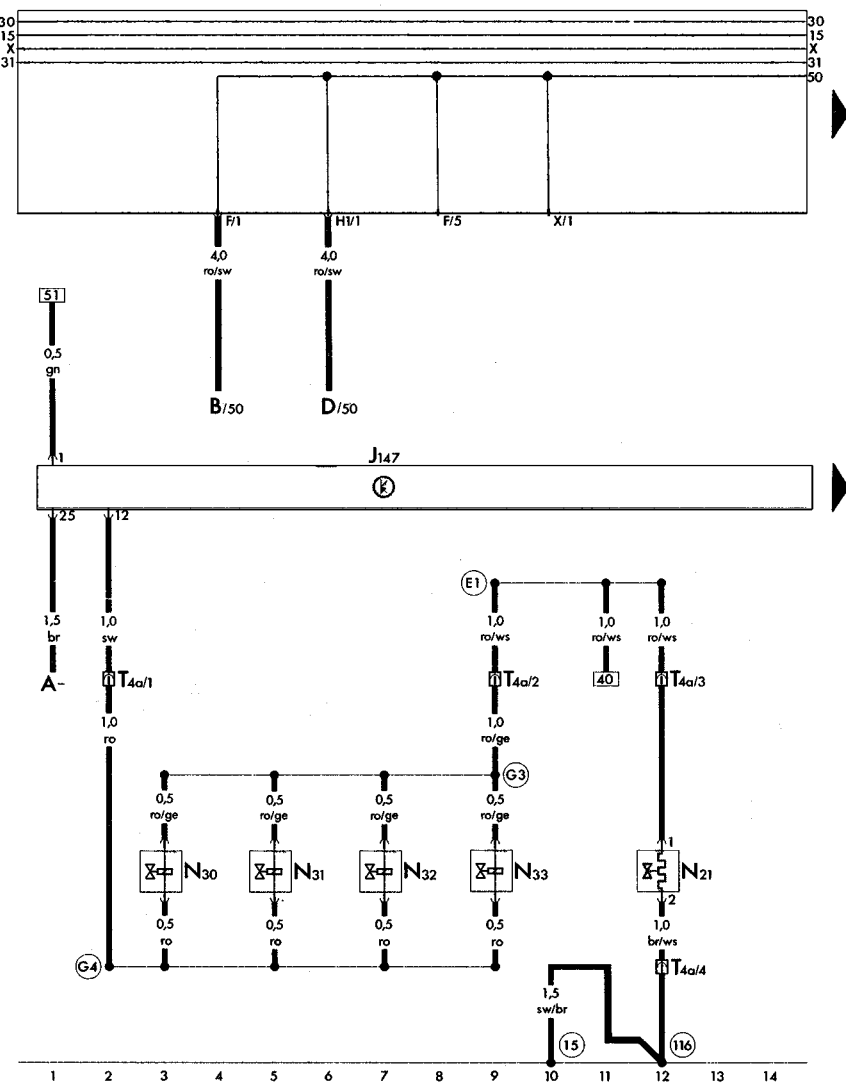 30 30
15 15
X X
31 31
50
F/1 H1/1 F/5 X/1
4,0 4,0
ro/sw ro/sw
51
0,5
gn
B/50 D/50
1 J147
25 12
E1
1,5 1,0 1,0 1,0 1,0
br sw ro/ws ro/ws ro/ws
A- T4a/1 T4a/2 40 T4a/3
1,0 1,0
ro ro/ge
G3
0,5 0,5 0,5 0,5
ro/ge ro/ge ro/ge ro/ge
1
N30 N31 N32 N33 N21
2
0,5 0,5 0,5 0,5 1,0
ro ro ro ro br/ws
G4 T4a/4
1,5
sw/br
15 116
1 2 3 4 5 6 7 8 9 10 11 12 13 14